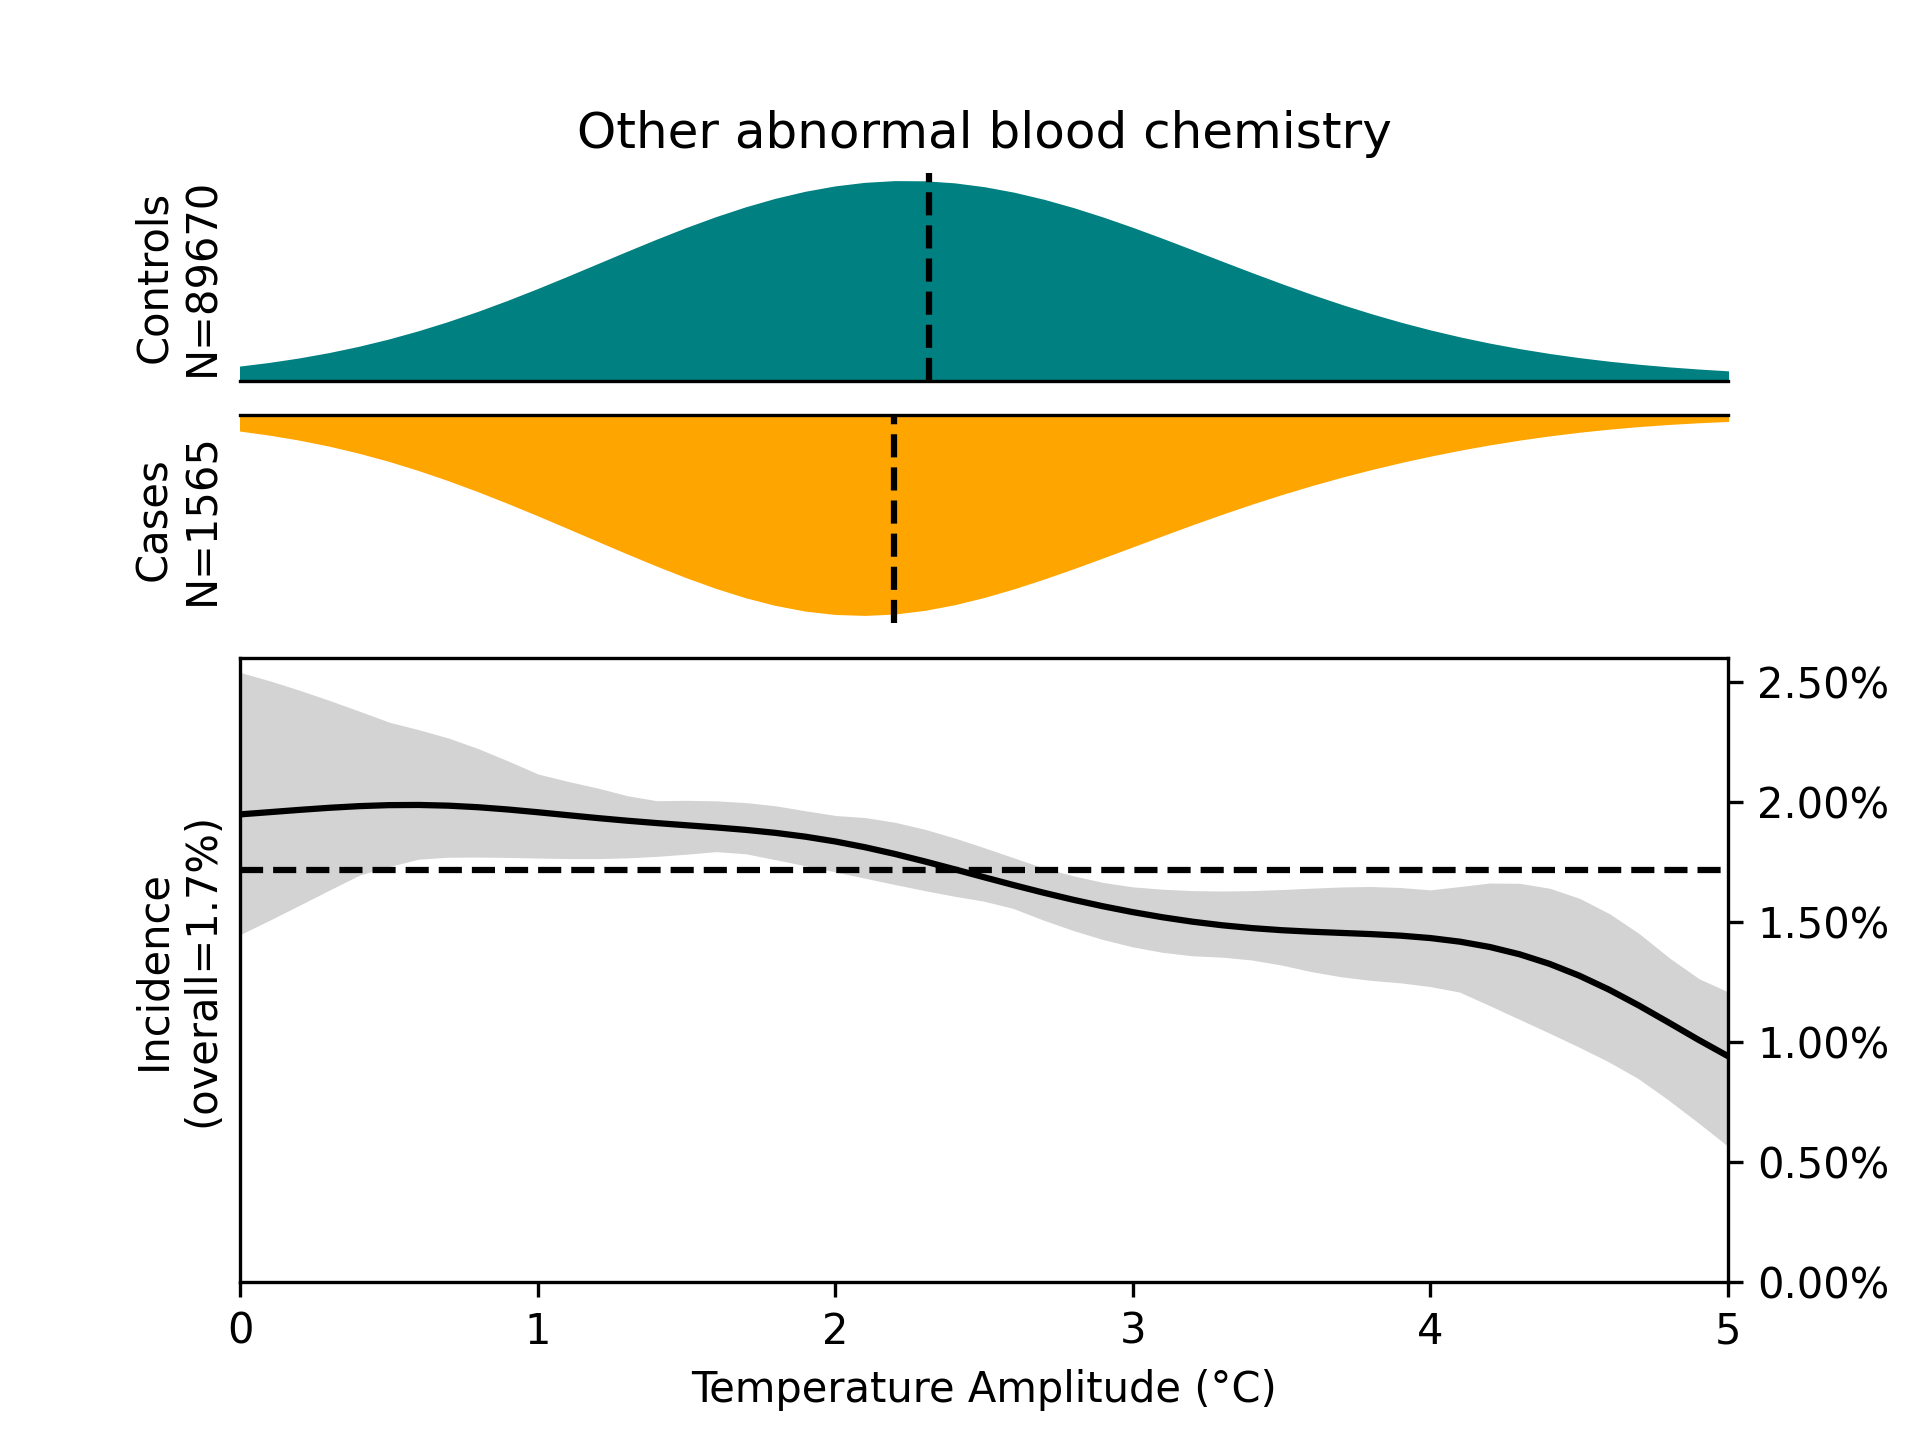 Other abnormal blood chemistry
Controls
N=89670
Cases
N=1565
Incidence
(overall=1.7%)
2.50%
2.00%
1.50%
1.00%
0.50%
0.00%
0 1 2 3 4 5
Temperature Amplitude (°C)